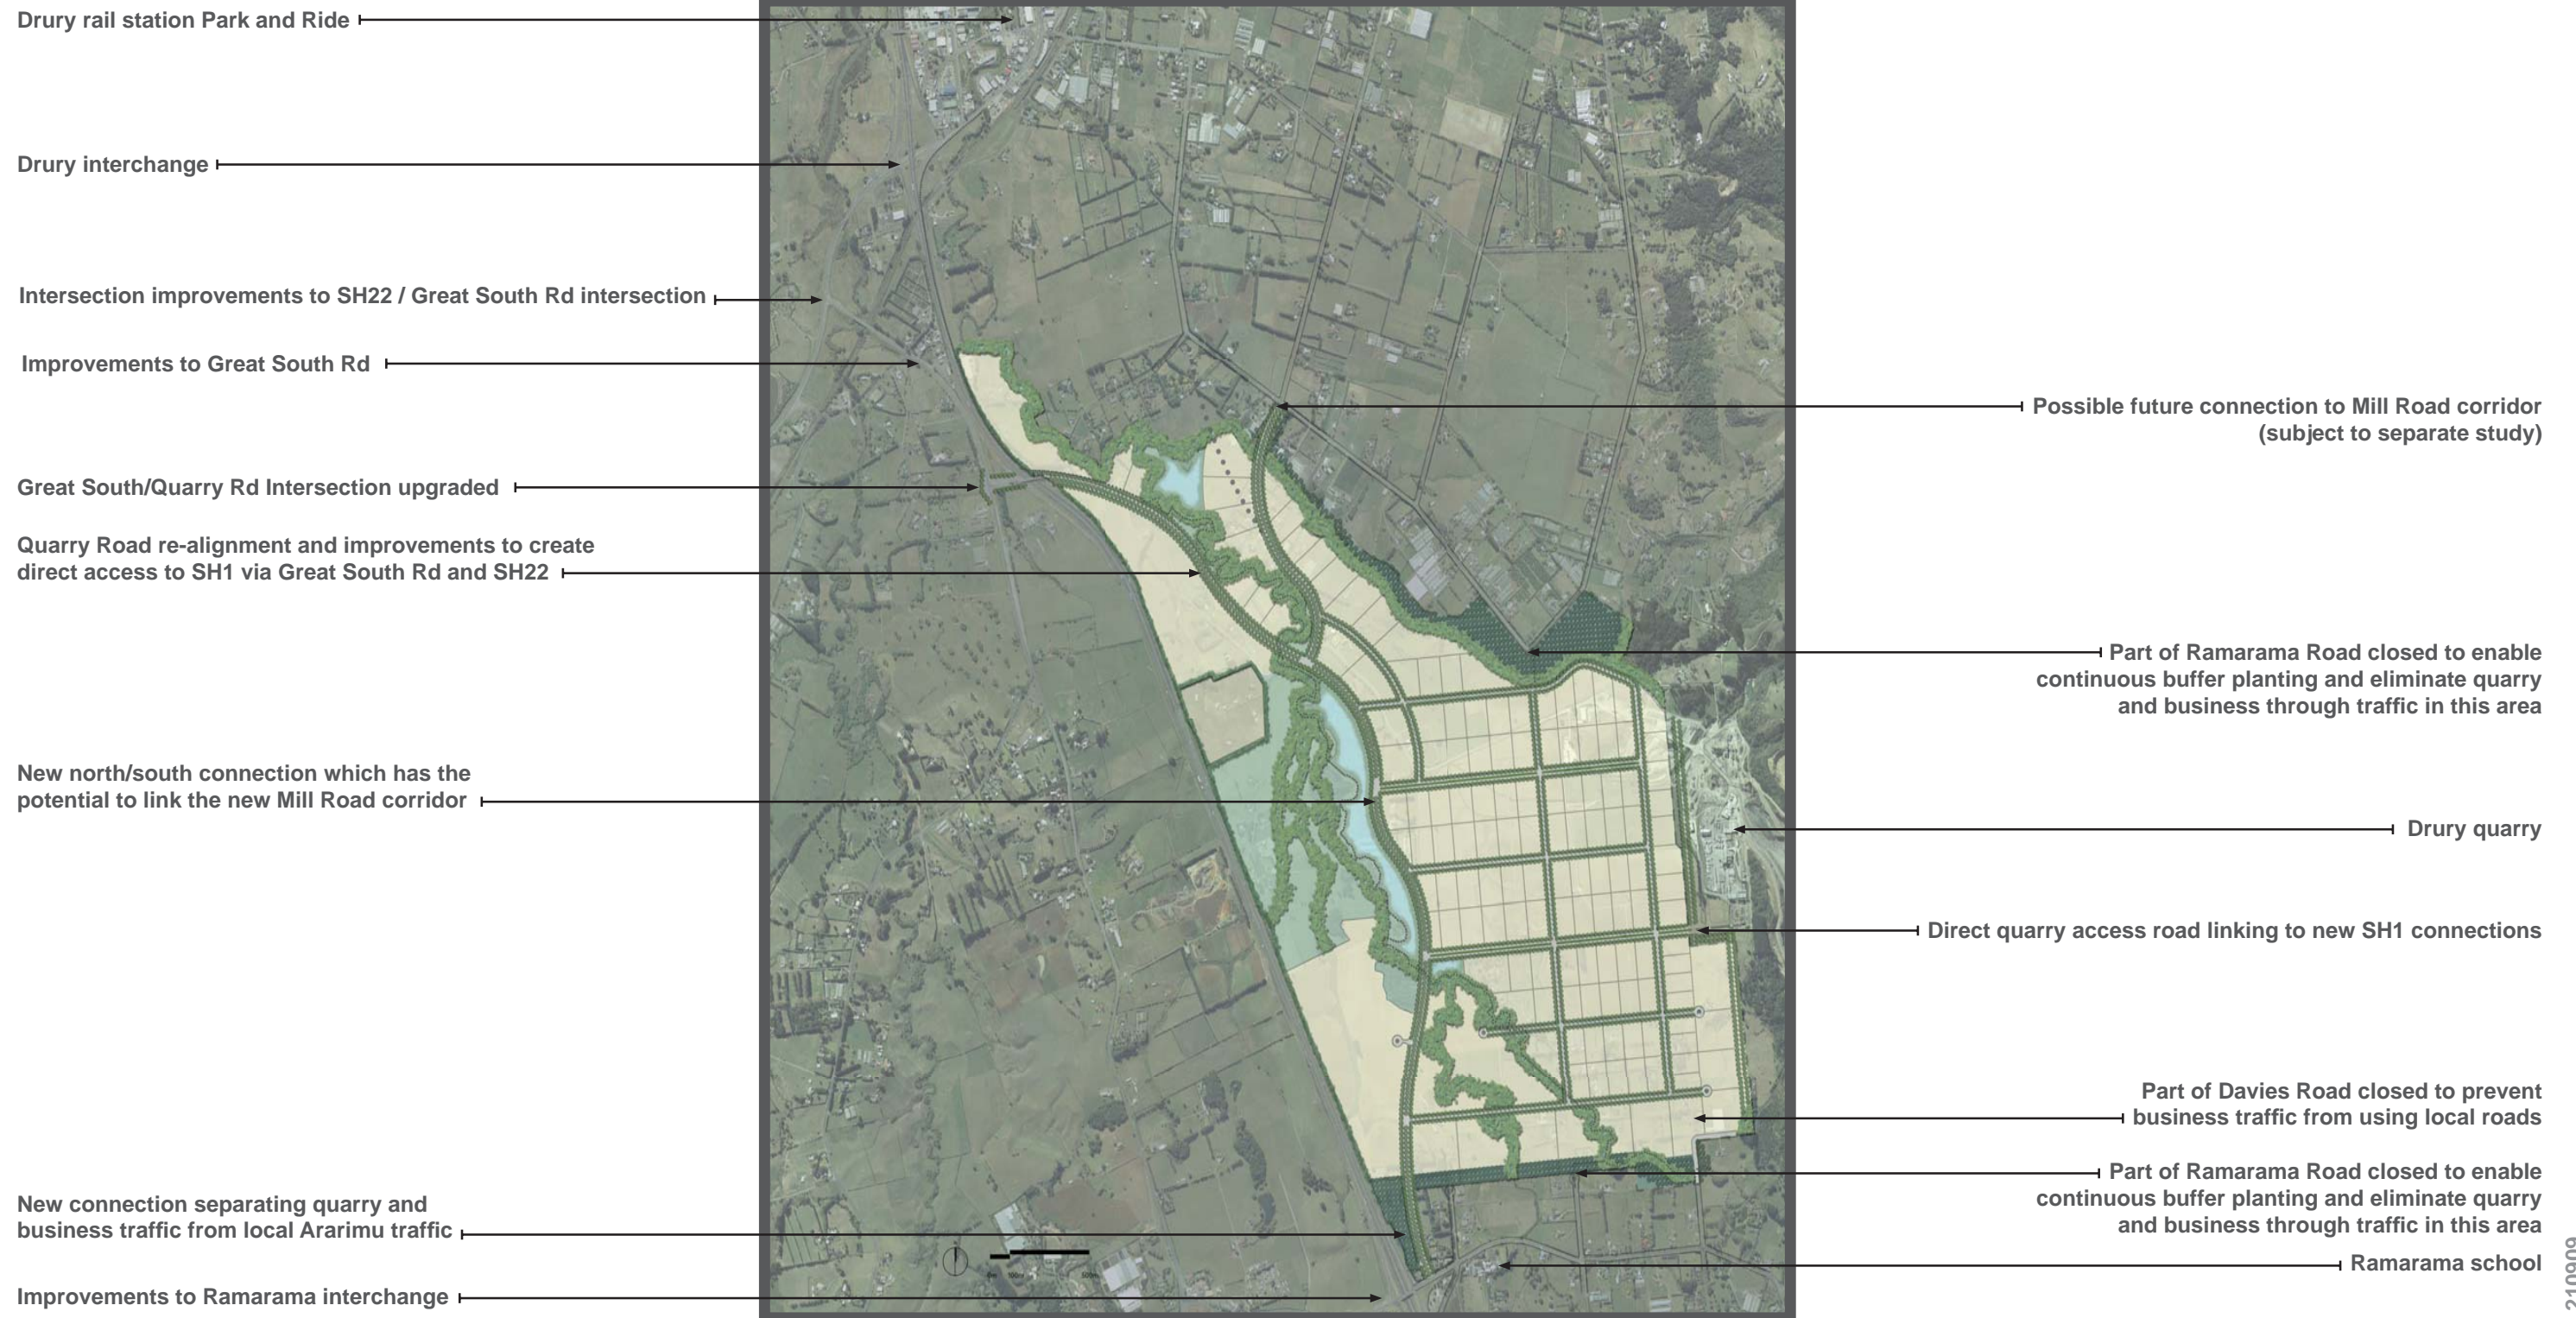 Drury rail station Park and Ride
Drury interchange
Intersection improvements to SH22 / Great South Rd intersection
Improvements to Great South Rd
Great South/Quarry Rd Intersection upgraded
Quarry Road re-alignment and improvements to create
direct access to SH1 via Great South Rd and SH22
New north/south connection which has the
potential to link the new Mill Road corridor
New connection separating quarry and
business traffic from local Ararimu traffic
Improvements to Ramarama interchange
0m 100m 500m
Possible future connection to Mill Road corridor
(subject to separate study)
Part of Ramarama Road closed to enable
continuous buffer planting and eliminate quarry
and business through traffic in this area
Drury quarry
Direct quarry access road linking to new SH1 connections
Part of Davies Road closed to prevent
business traffic from using local roads
Part of Ramarama Road closed to enable
continuous buffer planting and eliminate quarry
and business through traffic in this area
Ramarama school
210909